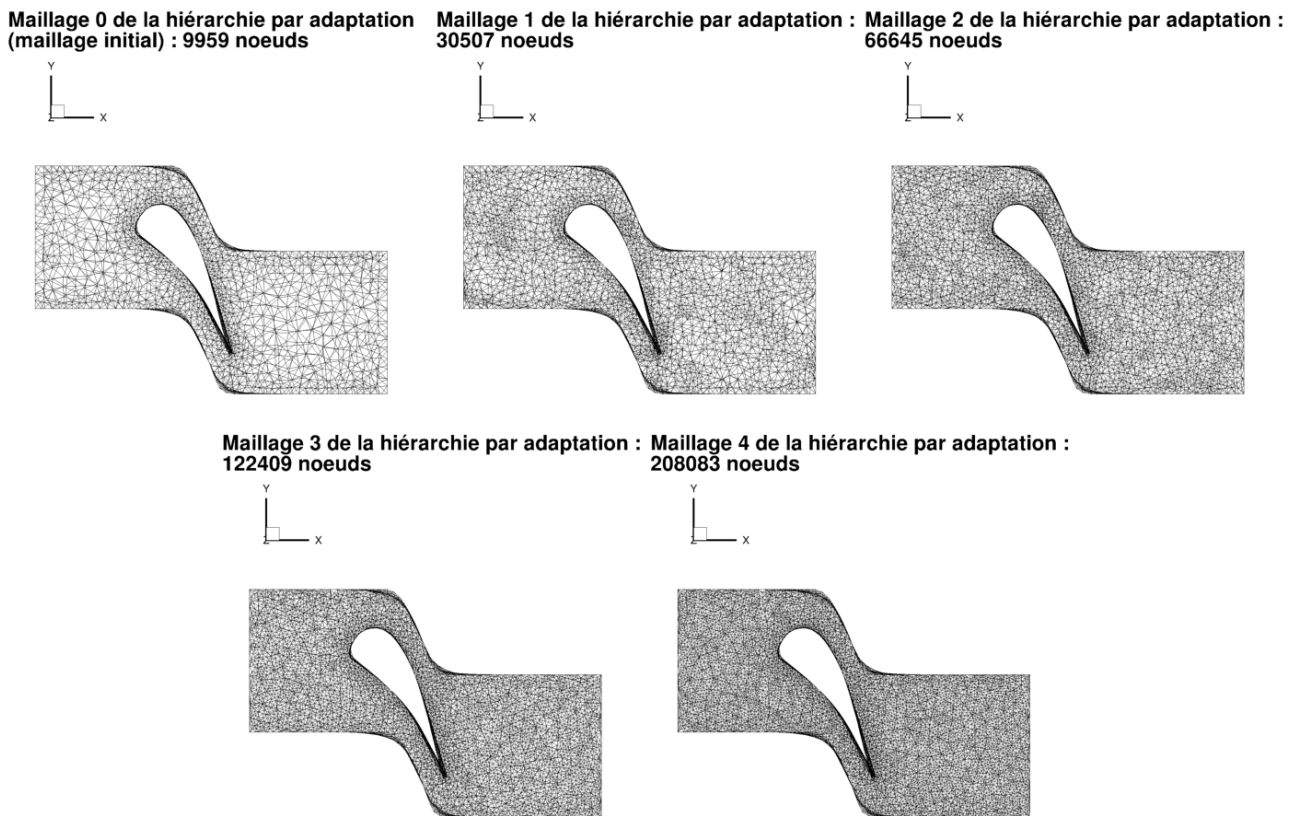 Maillage 0 de la hiérarchie par adaptation
(maillage initial) : 9959 noeuds
Maillage 1 de la hiérarchie par adaptation :
30507 noeuds
Maillage 2 de la hiérarchie par adaptation :
66645 noeuds
Y
Z X
Y
Z X
Y
Z X
Maillage 3 de la hiérarchie par adaptation :
122409 noeuds
Maillage 4 de la hiérarchie par adaptation :
208083 noeuds
Y
Z X
Y
Z X